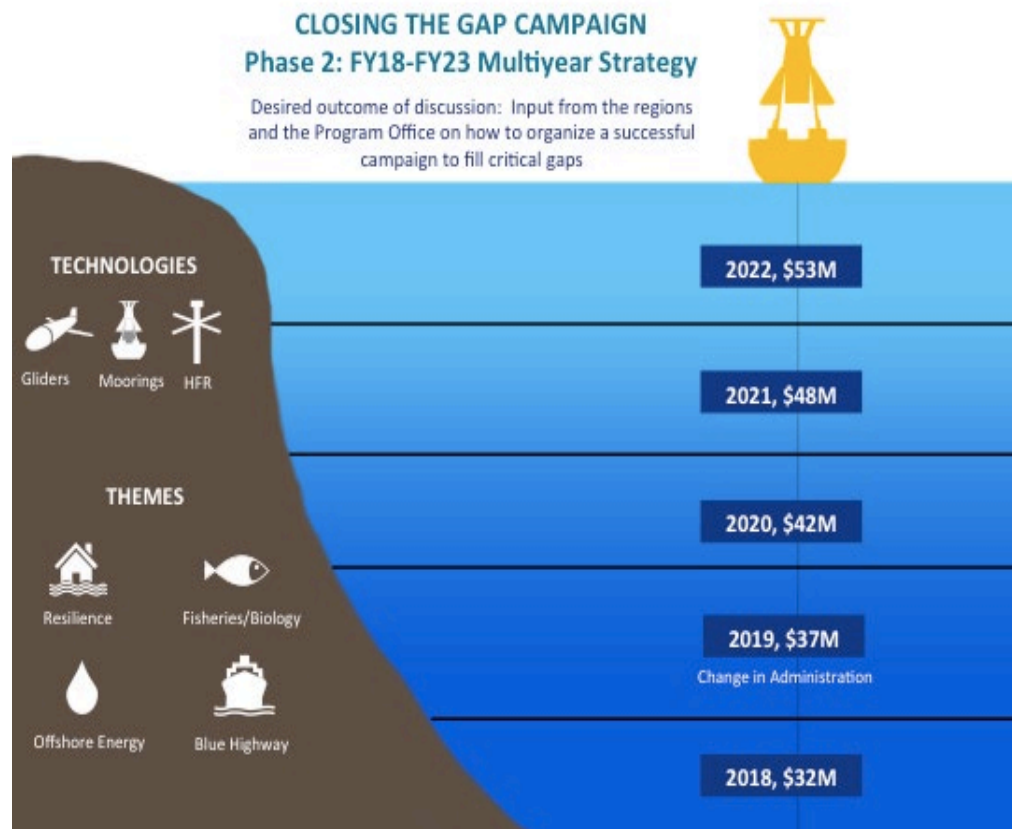 CLOSING THE GAP CAMPAIGN
Phase 2: FY18-FY23 Multiyear Strategy
Desired outcome of discussion: Input from the regions
and the Program Office on how to organize a successful
campaign to fill critical gaps
TECHNOLOGIES
Gliders
Moorings
HFR
THEMES
Resilience
Fisheries/Biology
Offshore Energy
Blue Highway
2022, $53M
2021, $48M
2020, $42M
2019, $37M
Change in Administration
2018, $32M